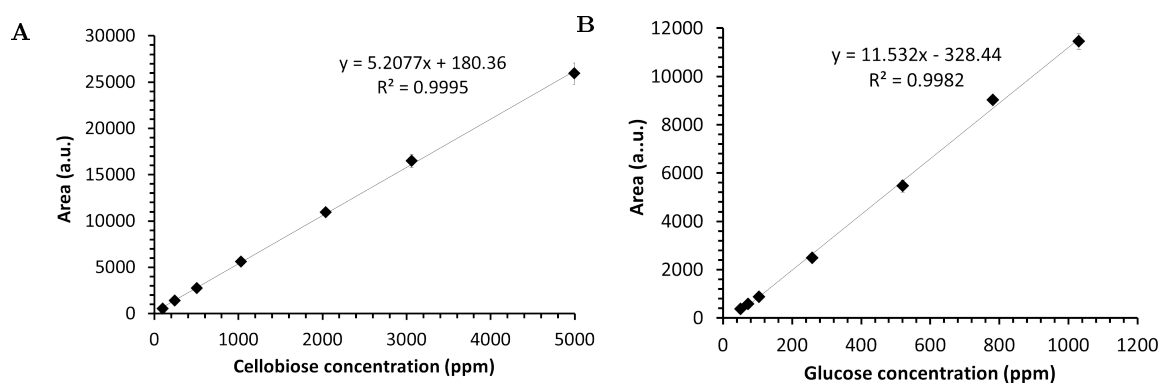 A
30000
25000
20000
15000
10000
5000
0
Area (a.u.)
y = 5.2077x + 180.36
R² = 0.9995
0 1000 2000 3000 4000 5000
Cellobiose concentration (ppm)
B
12000
10000
8000
6000
4000
2000
0
Area (a..u.)
y = 11.532x - 328.44
R² = 0.9982
0 200 400 600 800 1000 1200
Glucose concentration (ppm)